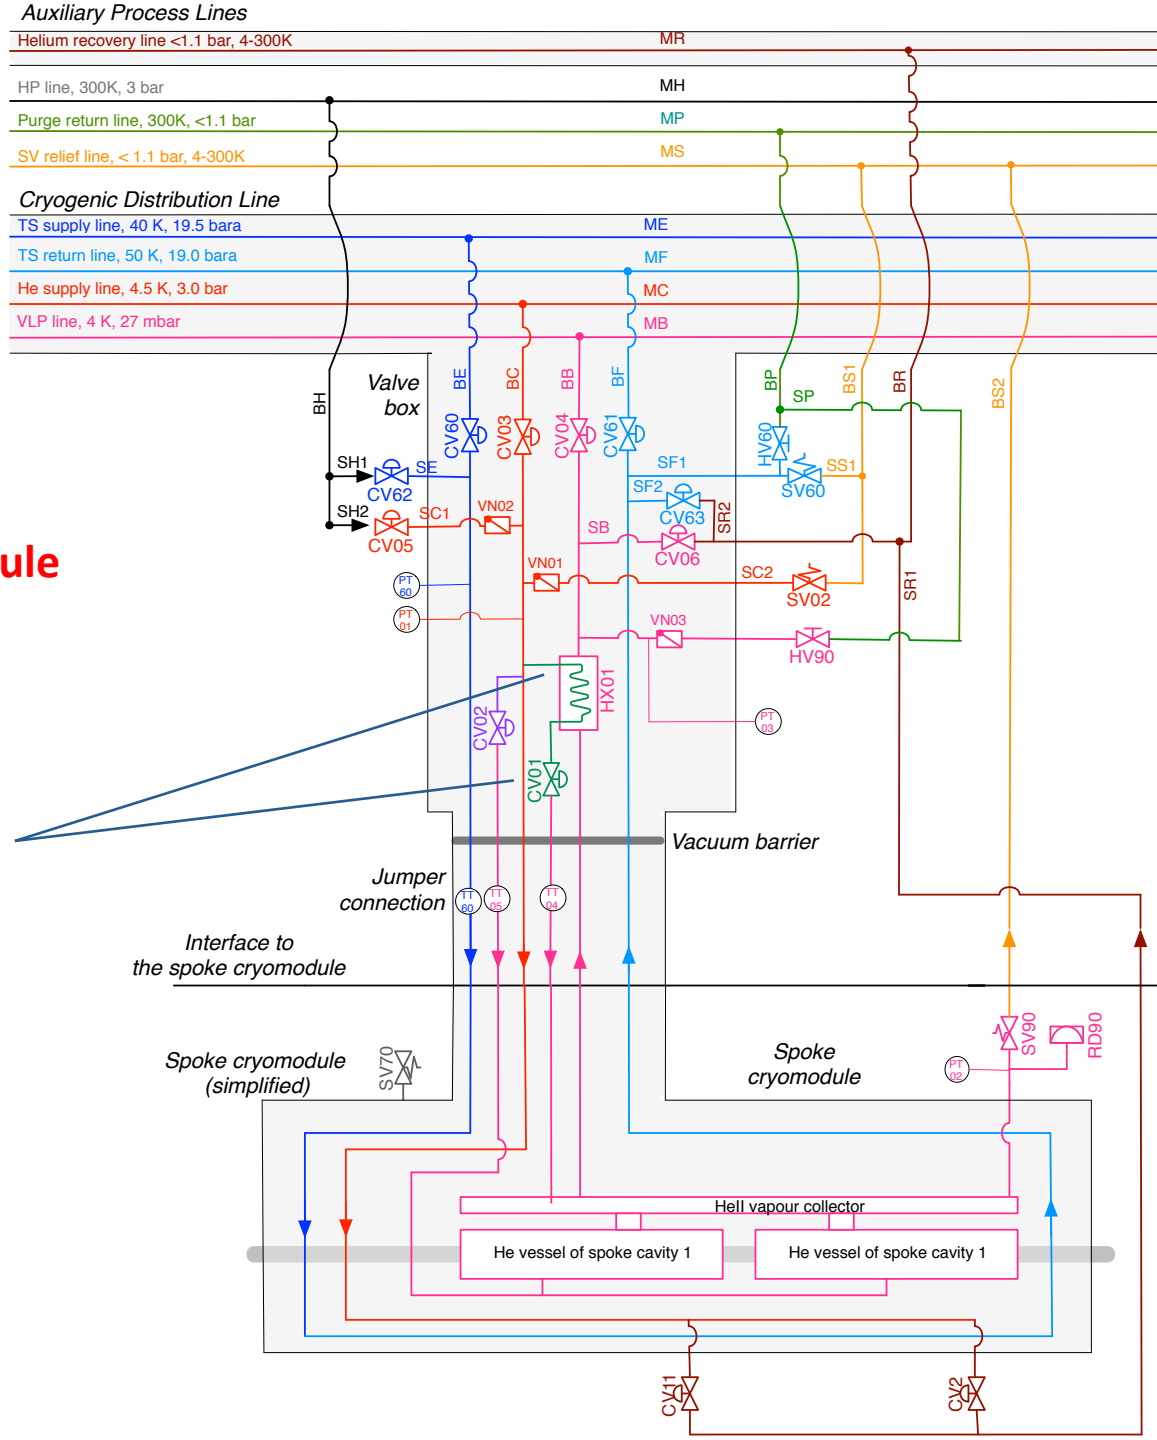 Auxiliary Process Lines
Helium recovery line <1.1 bar, 4-300K
MR
HP line, 300K, 3 bar
MH
Purge return line, 300K, <1.1 bar
MP
SV relief line, < 1.1 bar, 4-300K
MS
Cryogenic Distribution Line
TS supply line, 40 K, 19.5 bara
ME
TS return line, 50 K, 19.0 bara
MF
He supply line, 4.5 K, 3.0 bar
MC
VLP line, 4 K, 27 mbar
MB
Valve
box
BH
BE
BC
BB
BF
BP
BS1
BR
BS2
SP
CV60
CV03
CV04
CV61
HV60
SH1
SE
CV62
SF1
SV60
SS1
SF2
CV63
SR2
SH2
SC1
VN02
CV05
SB
CV06
ule
VN01
SC2
SV02
SR1
PT
60
PT
01
VN03
HV90
HX01
CV02
PT
03
CV01
Vacuum barrier
Jumper
connection
TT
60
TT
05
TT
04
Interface to
the spoke cryomodule
SV90
RD90
Spoke cryomodule
(simplified)
SV70
Spoke
cryomodule
PT
02
HeII vapour collector
He vessel of spoke cavity 1
He vessel of spoke cavity 1
CV11
CV2